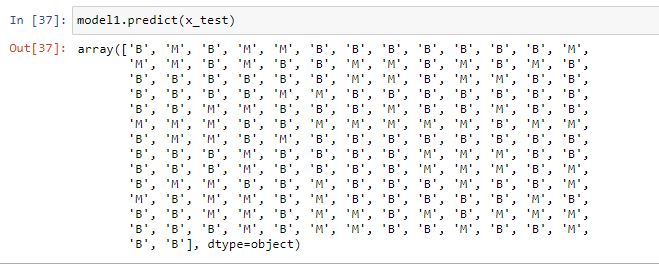 In [37]: model1.predict(x_test)
Out[37]: array(['B', 'M', 'B', 'M', 'M', 'B', 'B', 'B', 'B', 'B', 'B', 'B', 'M',
'M', 'M', 'B', 'M', 'B', 'B', 'M', 'B', 'M', 'B', 'M', 'B', 'M',
'B', 'B', 'B', 'M', 'B', 'B', 'M', 'M', 'B', 'M', 'M', 'B', 'B',
'B', 'B', 'B', 'B', 'M', 'M', 'B', 'B', 'B', 'B', 'B', 'B', 'B',
'B', 'B', 'M', 'M', 'B', 'B', 'B', 'M', 'B', 'B', 'M', 'B', 'B',
'M', 'M', 'M', 'B', 'B', 'M', 'M', 'M', 'M', 'M', 'B', 'M', 'M',
'B', 'M', 'M', 'B', 'M', 'B', 'B', 'B', 'B', 'B', 'B', 'B', 'B',
'B', 'B', 'B', 'M', 'B', 'B', 'B', 'B', 'M', 'M', 'M', 'B', 'B',
'B', 'B', 'B', 'M', 'B', 'B', 'B', 'B', 'M', 'M', 'B', 'B', 'M',
'B', 'M', 'M', 'B', 'B', 'M', 'B', 'B', 'B', 'M', 'B', 'B', 'M',
'M', 'B', 'M', 'M', 'B', 'B', 'B', 'B', 'B', 'B', 'B', 'M', 'B',
'B', 'B', 'M', 'M', 'B', 'M', 'M', 'B', 'M', 'B', 'M', 'B', 'M',
'B', 'B', 'M', 'M', 'B', 'M', 'M', 'B', 'B', 'M', 'B', 'B', 'M',
'B', 'B'], dtype=object)